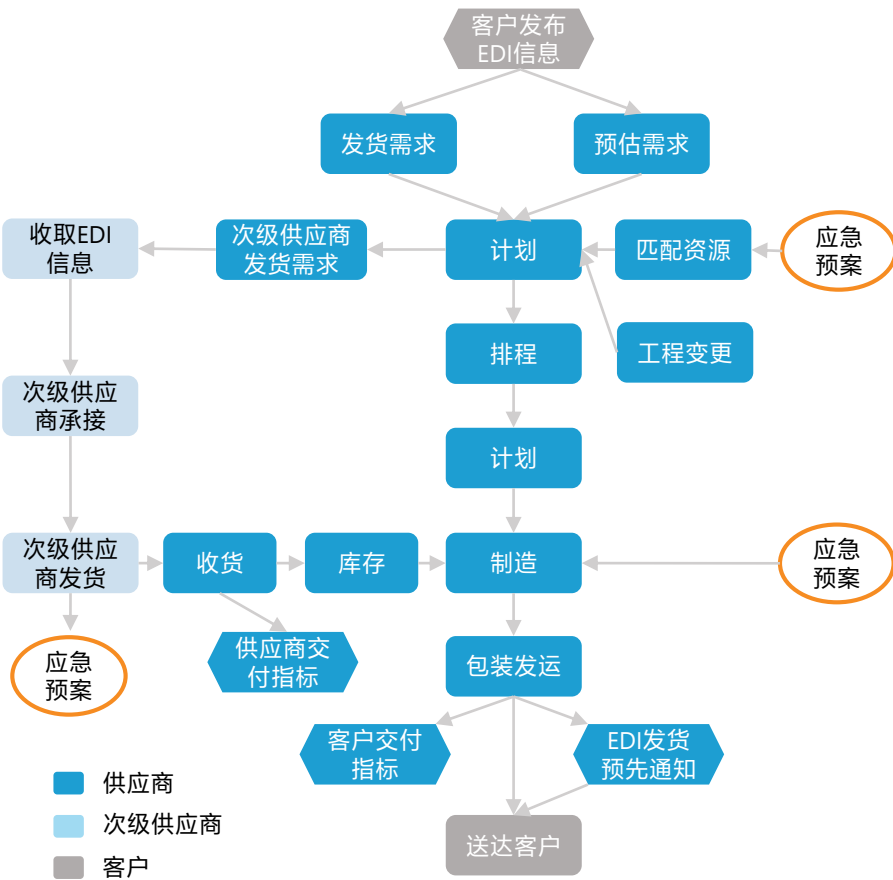 客户发布
EDI信息
发货需求
预估需求
收取EDI
信息
次级供应商
发货需求
计划
匹配资源
应急
预案
排程
工程变更
次级供应
商承接
计划
次级供应
商发货
收货
库存
制造
应急
预案
应急
预案
供应商交
付指标
包装发运
客户交付
指标
EDI发货
预先通知
供应商
次级供应商
客户
送达客户